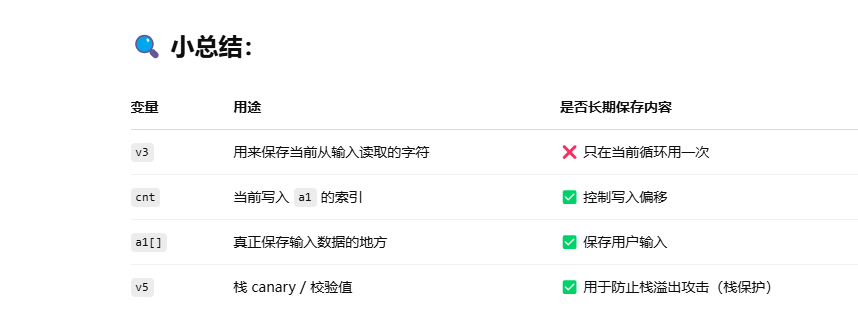 🔍 小总结：
变量 用途 是否长期保存内容
v3 用来保存当前从输入读取的字符 ❌ 只在当前循环用一次
cnt 当前写入 a1 的索引 ✅ 控制写入偏移
a1[] 真正保存输入数据的地方 ✅ 保存用户输入
v5 栈 canary / 校验值 ✅ 用于防止栈溢出攻击（栈保护）